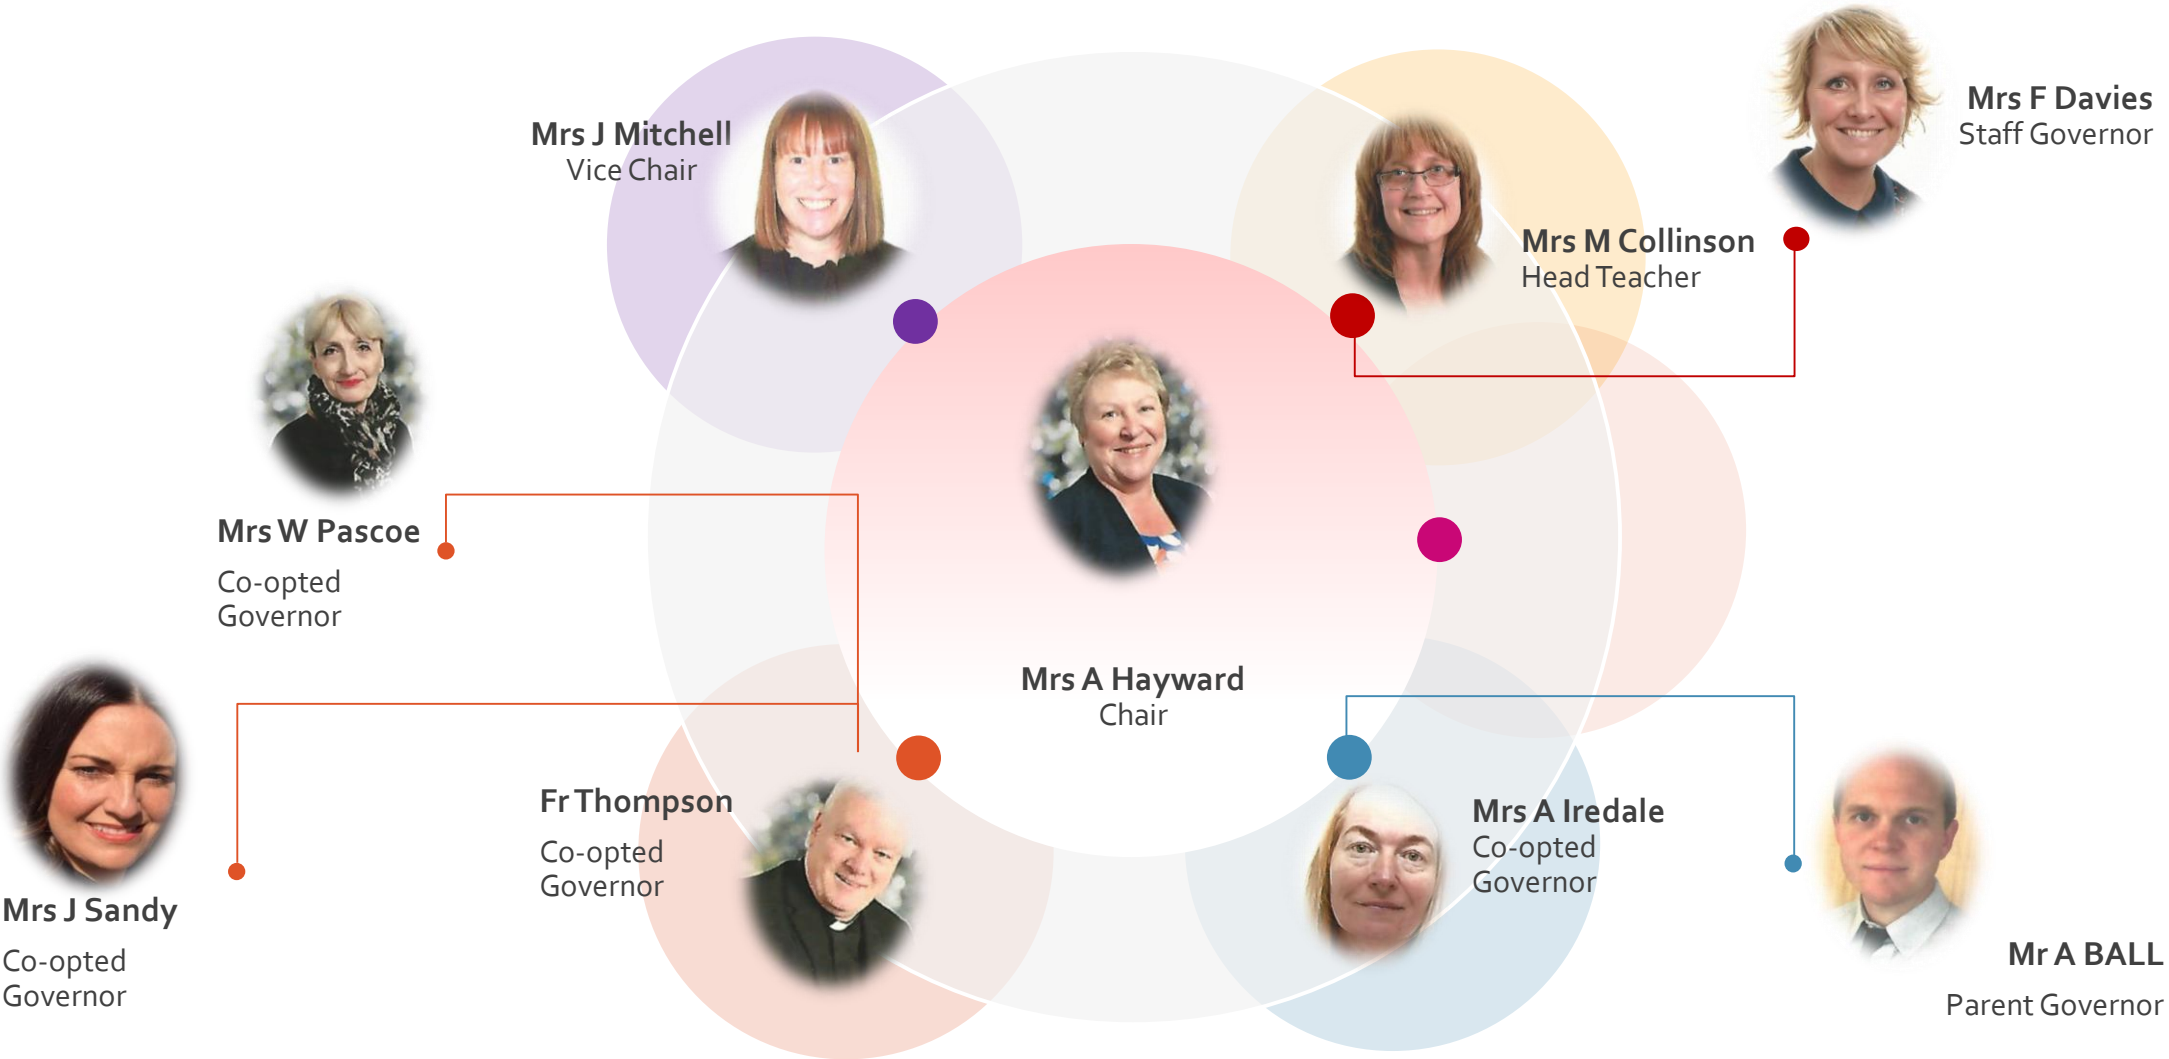 Mrs F Davies
Staff Governor
Mrs J Mitchell
Vice Chair
Mrs M Collinson
Head Teacher
Mrs W Pascoe
Co-opted
Governor
Mrs A Hayward
Chair
Fr Thompson
Co-opted
Governor
Mrs A Iredale
Co-opted
Governor
Mrs J Sandy
Co-opted
Governor
Mr A BALL
Parent Governor